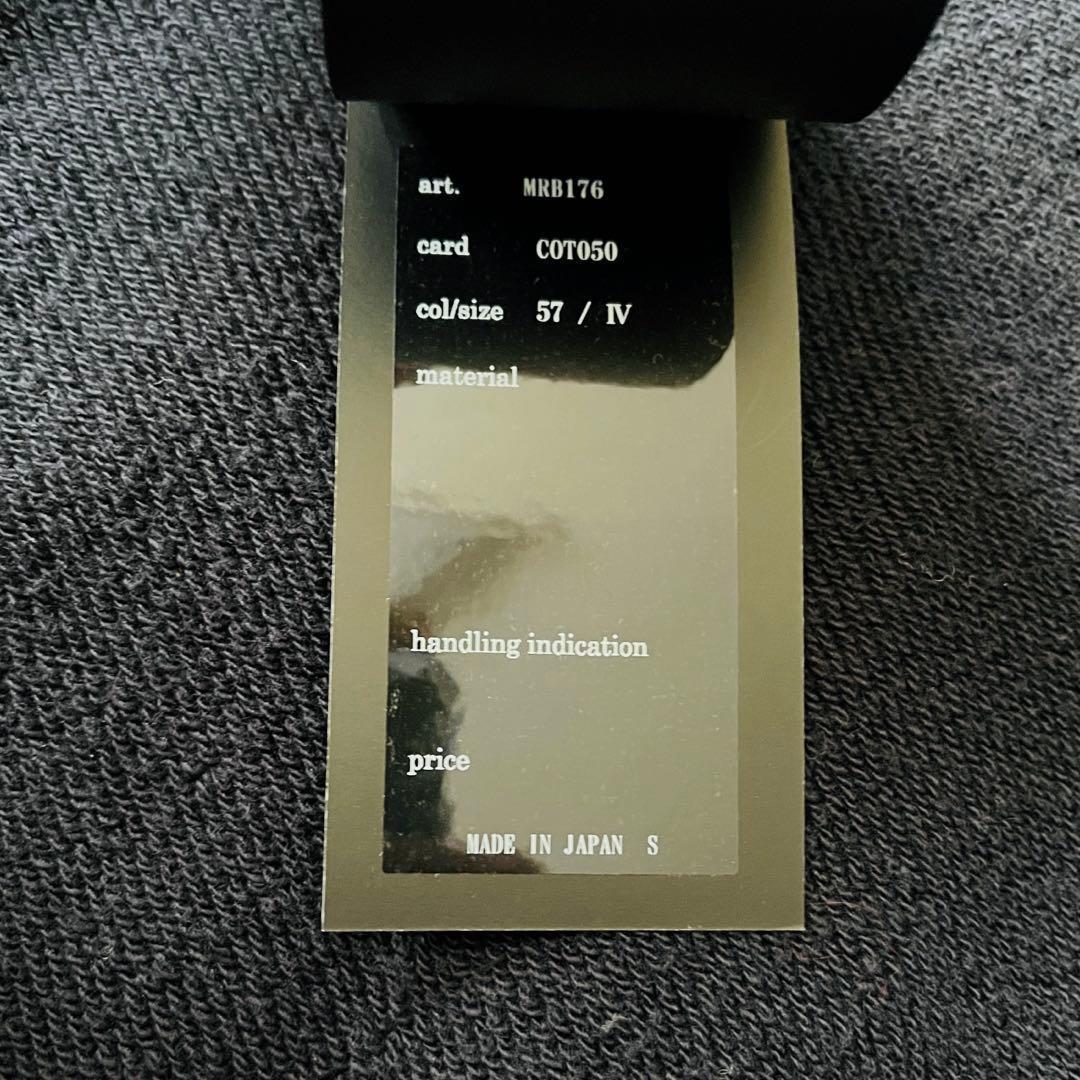 art. MRB176
card COT050
col/size 57 / Ⅳ
material
handling indication
price
MADE IN JAPAN S